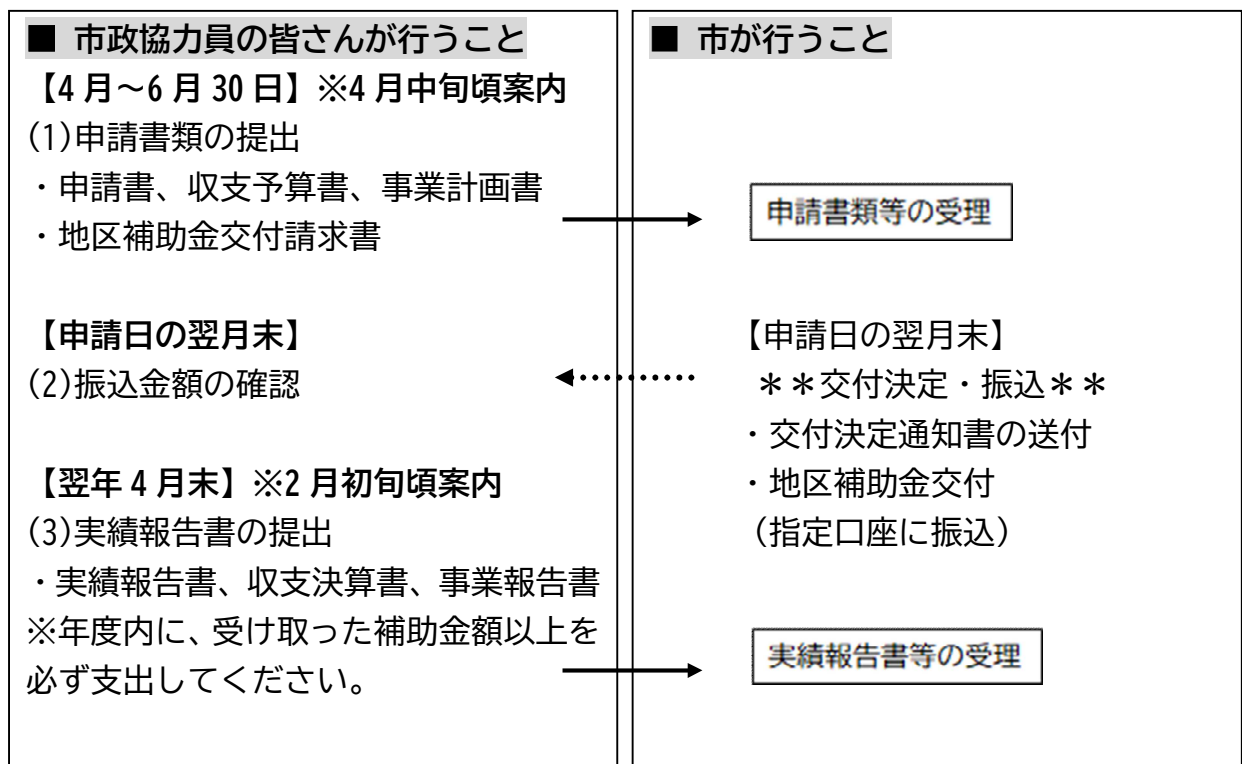 ■ 市政協力員の皆さんが行うこと
【4月～6月30日】※4月中旬頃案内
(1)申請書類の提出
・申請書、収支予算書、事業計画書
・地区補助金交付請求書
【申請日の翌月末】
(2)振込金額の確認
【翌年4月末】※2月初旬頃案内
(3)実績報告書の提出
・実績報告書、収支決算書、事業報告書
※年度内に、受け取った補助金額以上を
必ず支出してください。
■ 市が行うこと
申請書類等の受理
【申請日の翌月末】
＊＊交付決定・振込＊＊
・交付決定通知書の送付
・地区補助金交付
（指定口座に振込）
実績報告書等の受理